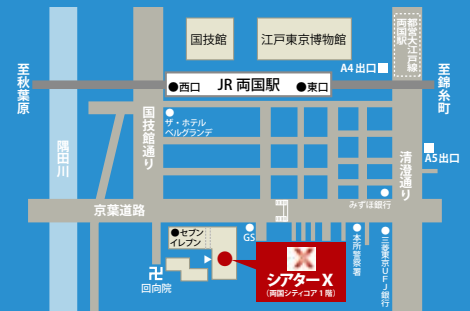 国技館
江戸東京博物館
都営大江戸線
両国駅
A4出口
至秋葉原
●西口
JR 両国駅
●東口
至錦糸町
ザ・ホテル
ベルグランデ
国技館通り
隅田川
清澄通り
A5出口
みずほ銀行
京葉道路
●セブン
イレブン
GS
本所警察署
三菱東京UFJ銀行
卍
回向院
X
シアターX
(両国シティコア1階)